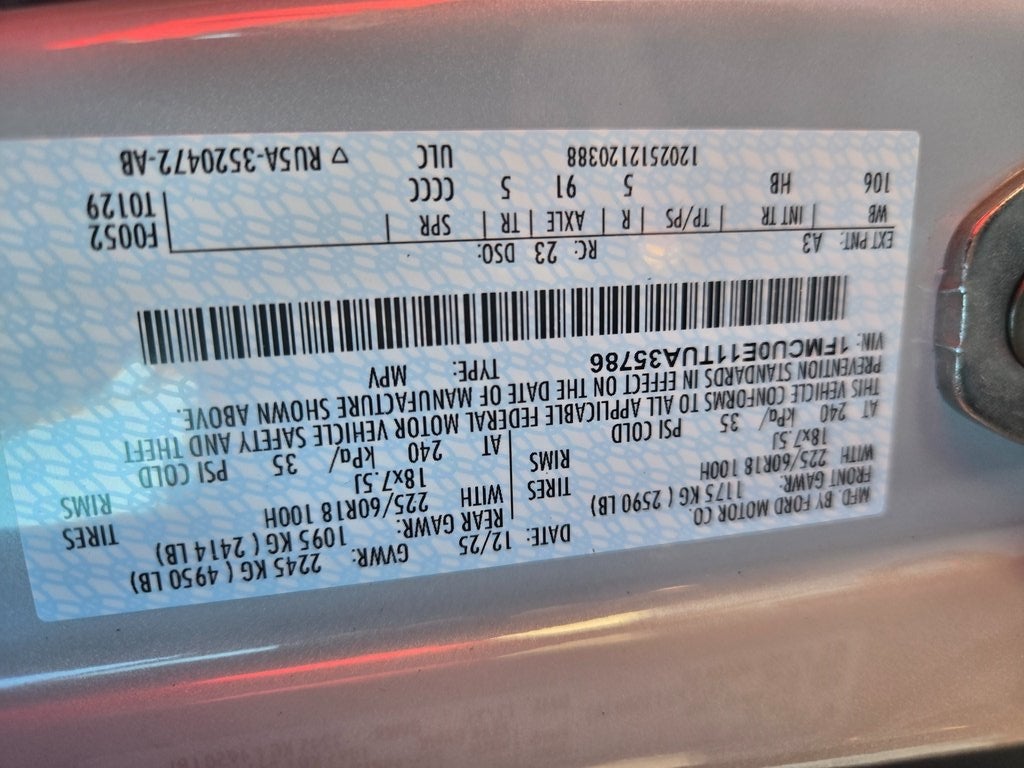 MFD. BY FORD MOTOR CO.
DATE: 12/25 GVWR: 2245 KG ( 4950 LB)
FRONT GAWR: 1175 KG ( 2590 LB) REAR GAWR: 1095 KG ( 2414 LB)
WITH 225/60R18 100H TIRES WITH 225/60R18 100H TIRES
18x7.5J RIMS 18x7.5J RIMS
AT 240 kPa/ 35 PSI COLD AT 240 kPa/ 35 PSI COLD
THIS VEHICLE CONFORMS TO ALL APPLICABLE FEDERAL MOTOR VEHICLE SAFETY AND THEFT
PREVENTION STANDARDS IN EFFECT ON THE DATE OF MANUFACTURE SHOWN ABOVE.
VIN: 1FMCU0E11TUA35786 TYPE: MPV
EXT PNT: A3 RC: 23 DSO: F0052
WB | INT TR | TP/PS | R | AXLE | TR | SPR | T0129
106 HB 5 91 5 CCCC
120251212120388 ULC ▽ RU5A-3520472-AB